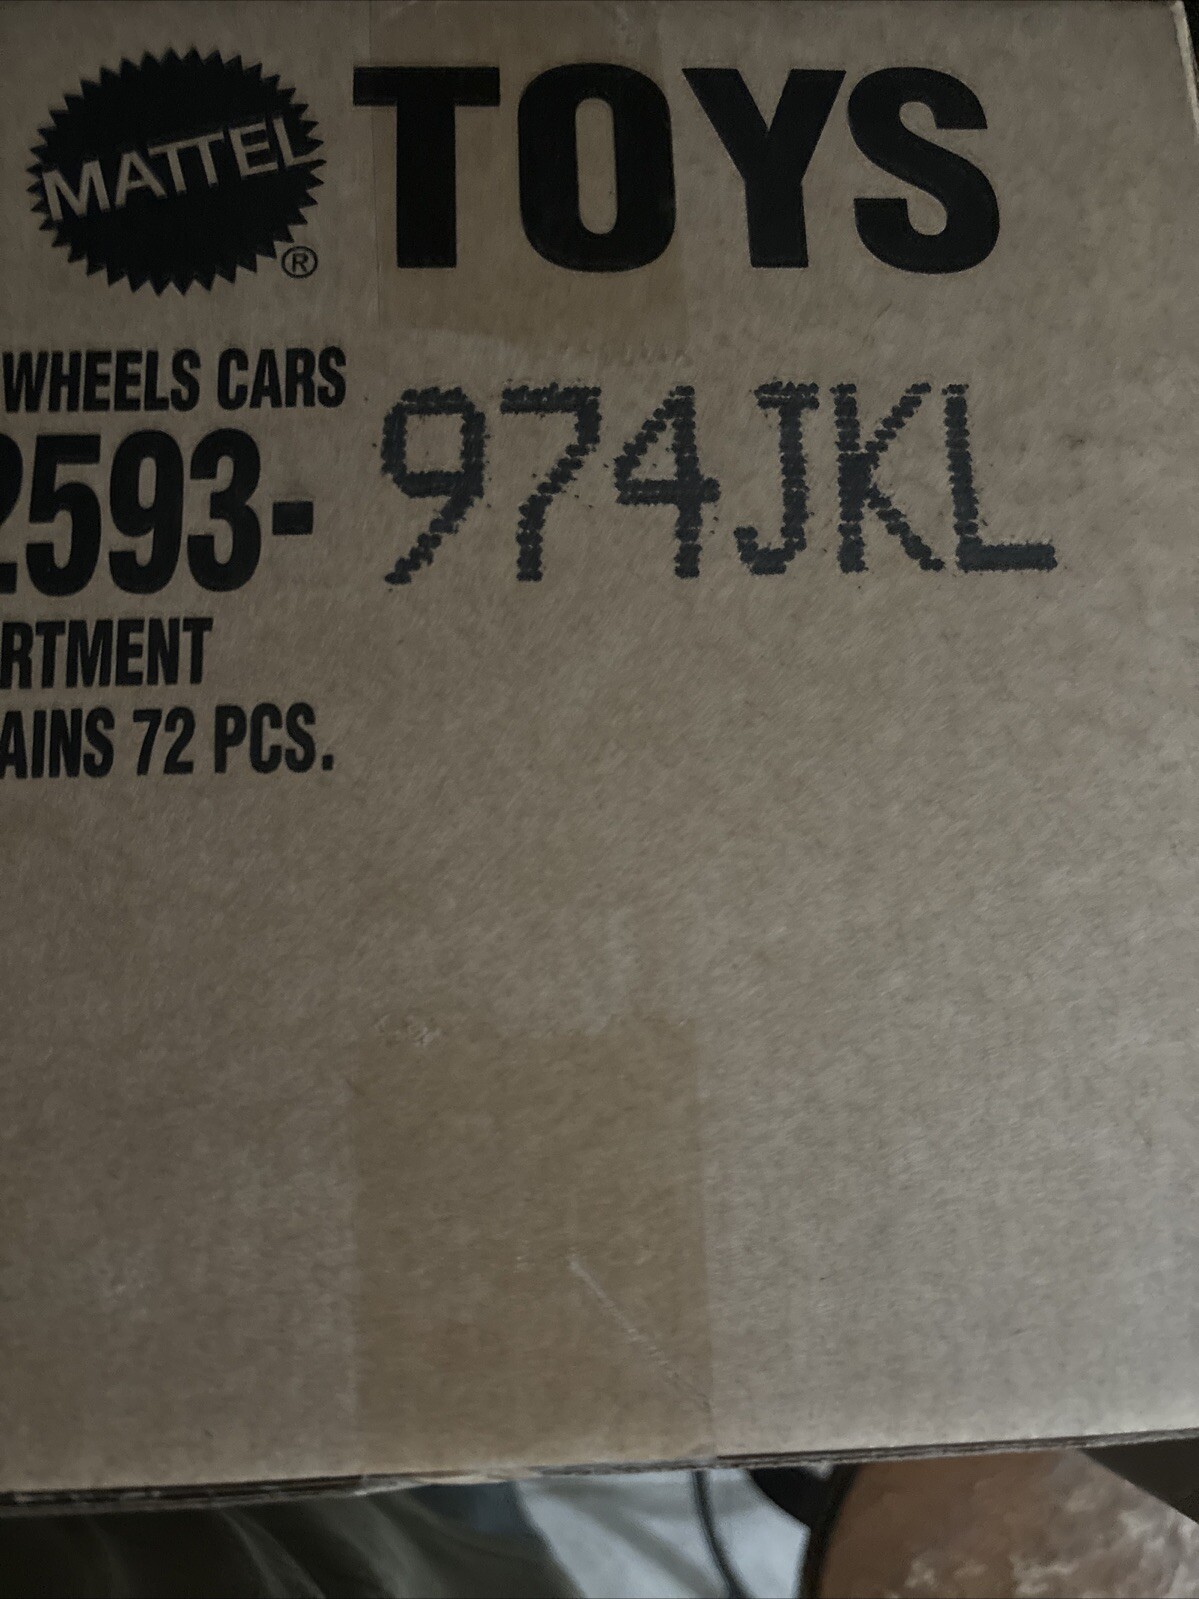 MATTEL® TOYS
WHEELS CARS
2593- 974JKL
RTMENT
AINS 72 PCS.